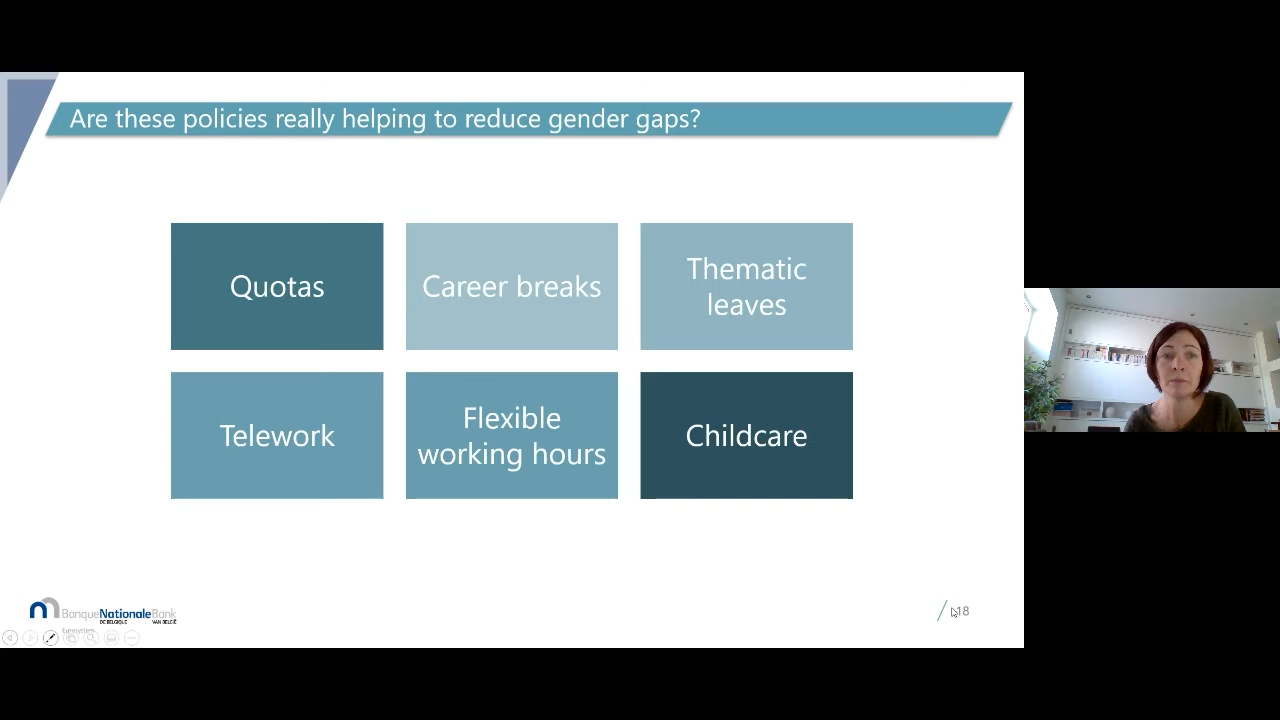 Are these policies really helping to reduce gender gaps?
Quotas
Career breaks
Thematic
leaves
Telework
Flexible
working hours
Childcare
BanqueNationaleBank
DE BELGIQUE VAN BELGIË
Eurosystem
18